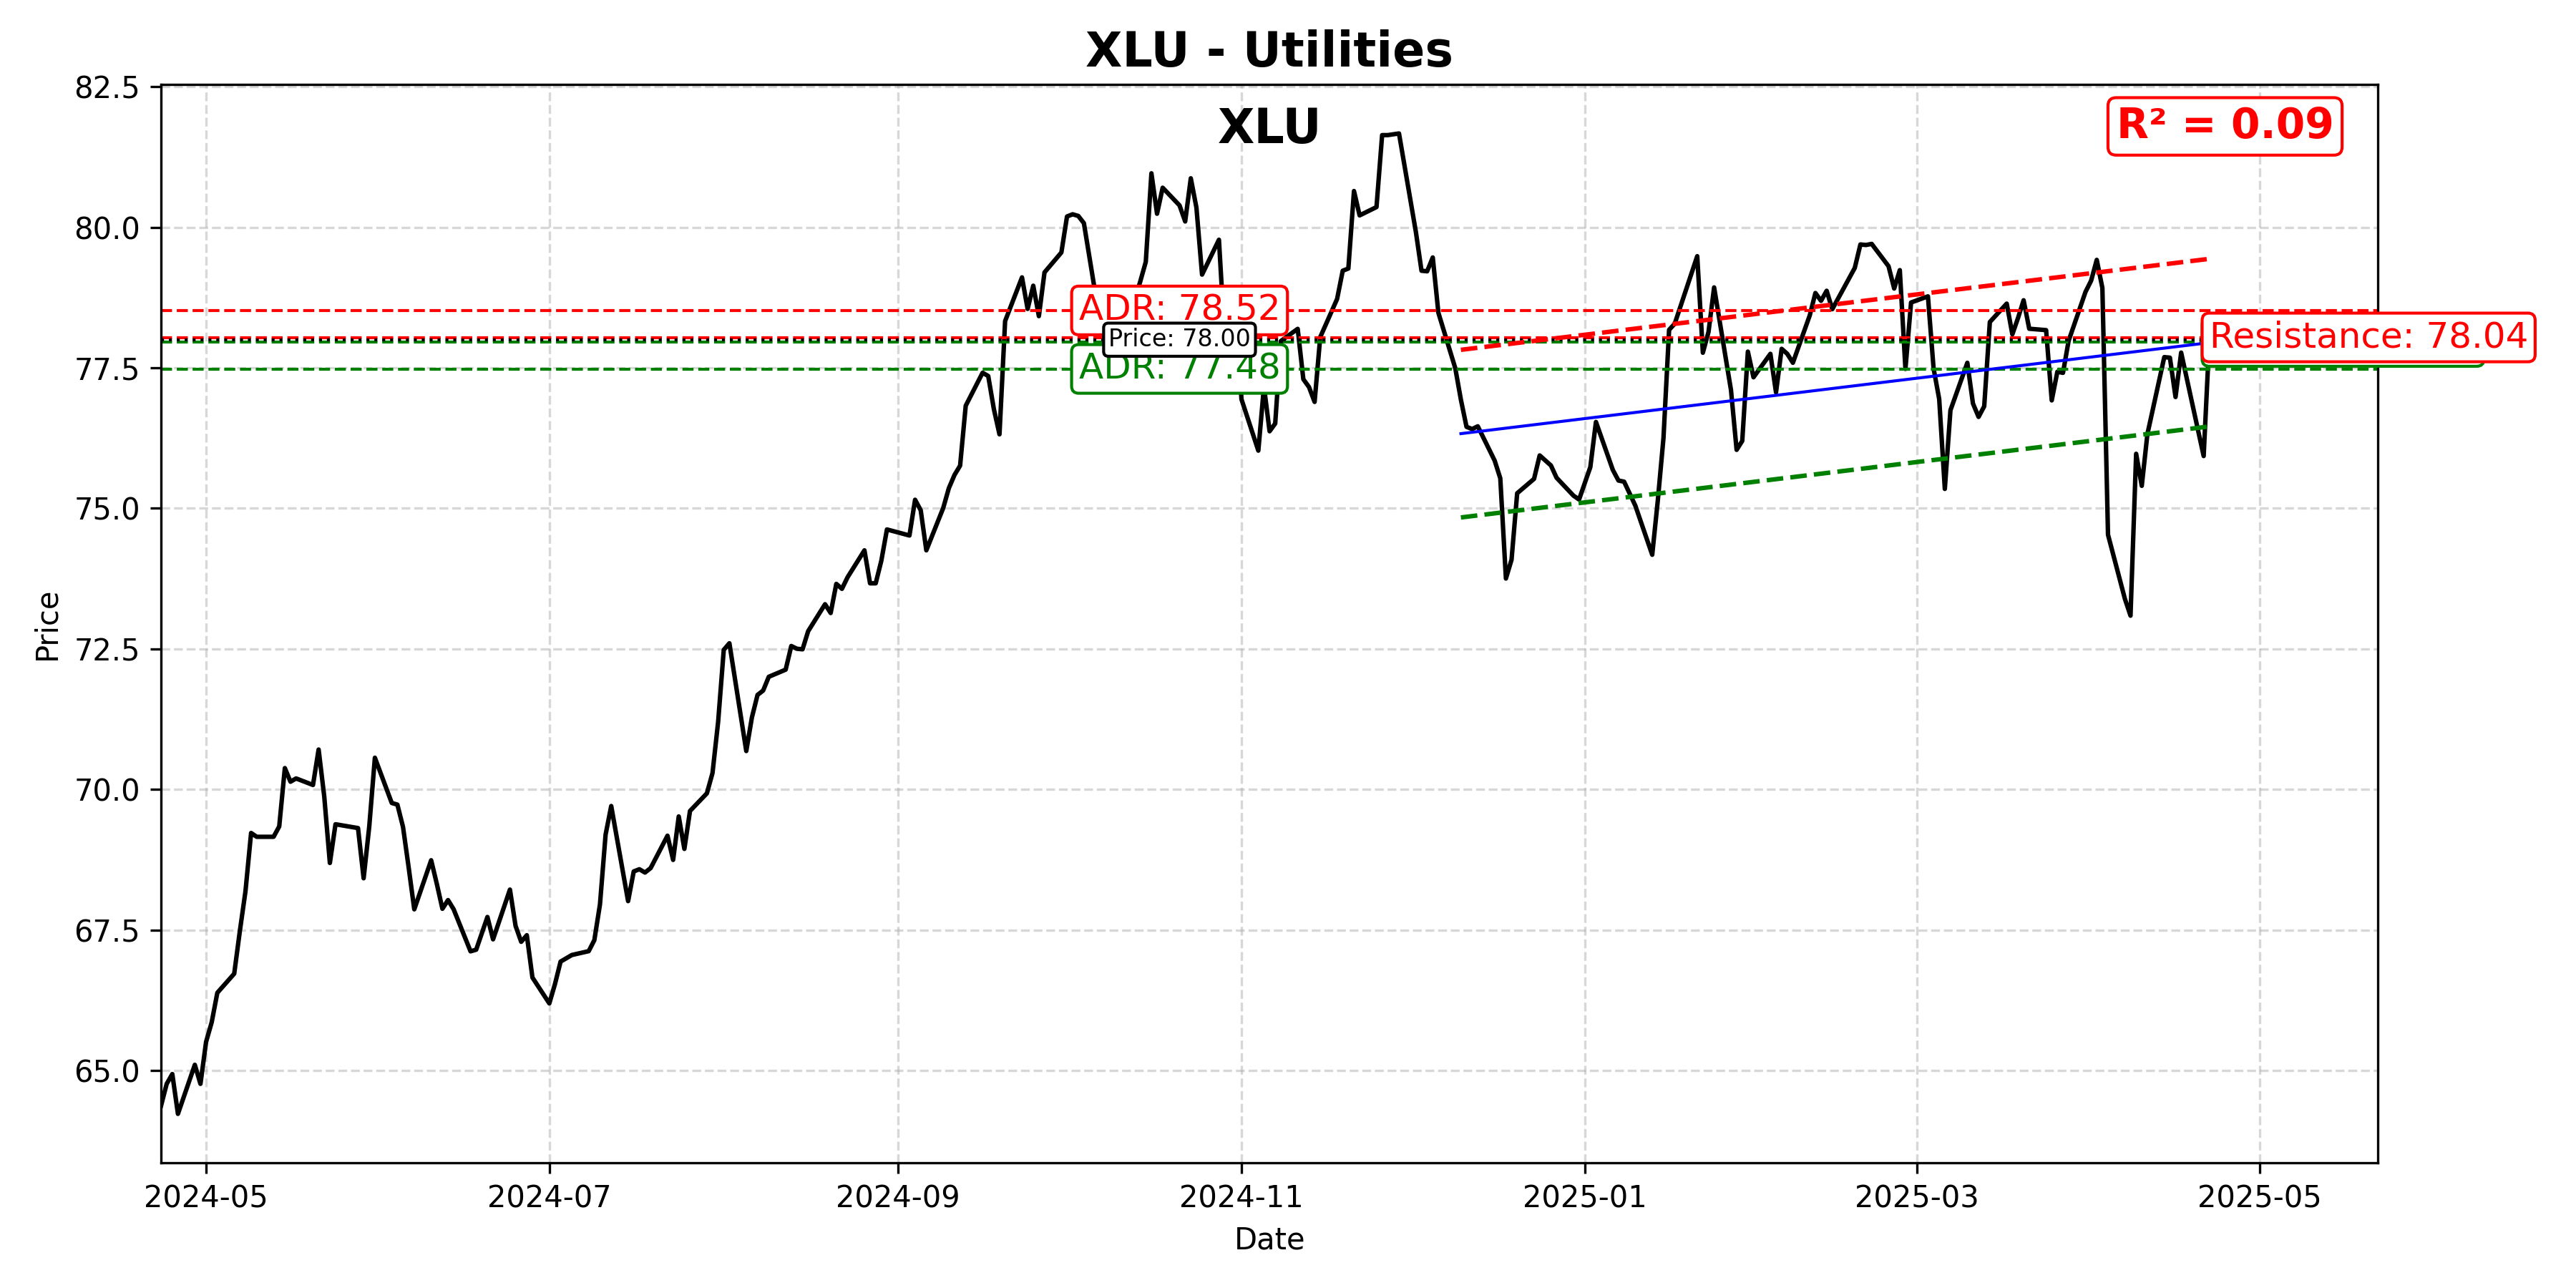 XLU - Utilities
XLU
R² = 0.09
82.5
80.0
77.5
75.0
72.5
70.0
67.5
65.0
Price
ADR: 78.52
Price: 78.00
ADR: 77.48
Resistance: 78.04
2024-05
2024-07
2024-09
2024-11
2025-01
2025-03
2025-05
Date